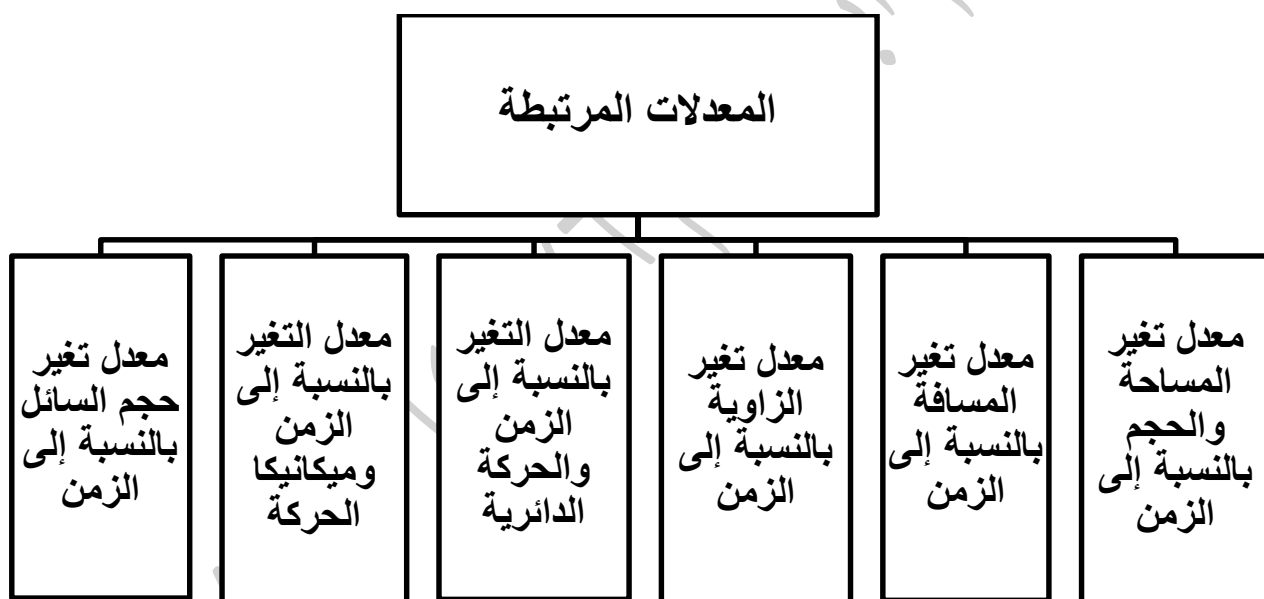 المعدلات المرتبطة
معدل تغير
المساحة
والحجم
بالنسبة إلى
الزمن
معدل تغير
المسافة
بالنسبة إلى
الزمن
معدل تغير
الزاوية
بالنسبة إلى
الزمن
معدل التغير
بالنسبة إلى
الزمن
والحركة
الدائرية
معدل التغير
بالنسبة إلى
الزمن
وميكانيكا
الحركة
معدل تغير
حجم السائل
بالنسبة إلى
الزمن